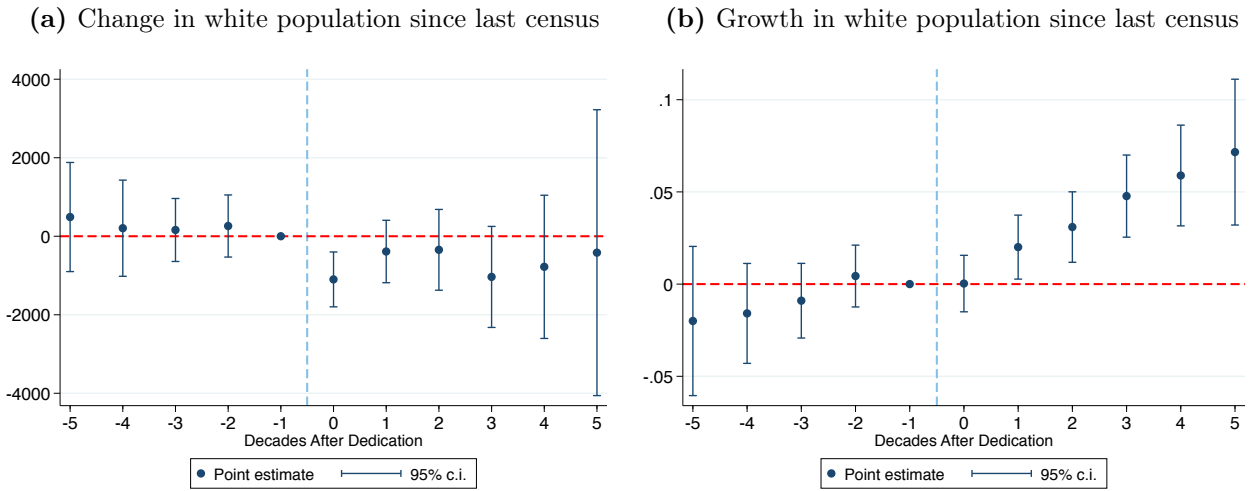 (a) Change in white population since last census
4000
2000
0
-2000
-4000
-5 -4 -3 -2 -1 0 1 2 3 4 5
Decades After Dedication
Point estimate 95% c.i.
(b) Growth in white population since last census
.1
.05
0
-.05
-5 -4 -3 -2 -1 0 1 2 3 4 5
Decades After Dedication
Point estimate 95% c.i.